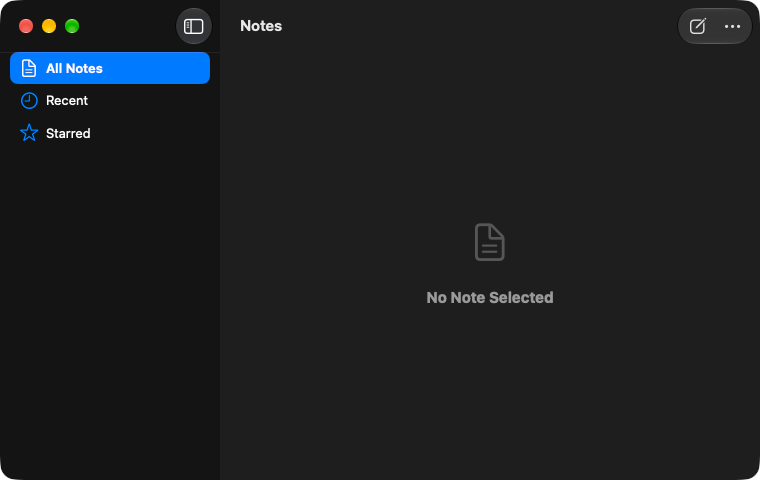 Notes
All Notes
Recent
Starred
No Note Selected